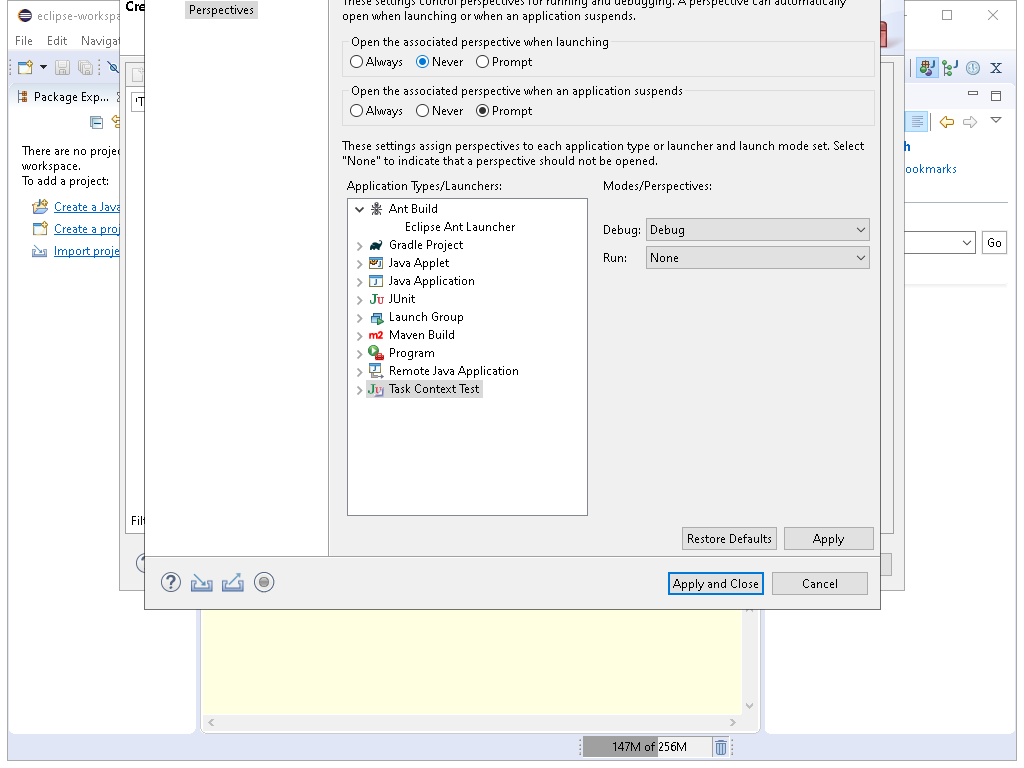 eclipse-workspa
Cre
Perspectives
These settings control perspectives for running and debugging. A perspective can automatically
open when launching or when an application suspends.
File Edit Navigat
Open the associated perspective when launching
Always Never Prompt
Package Exp...
Open the associated perspective when an application suspends
Always Never Prompt
There are no projec
workspace.
To add a project:
Create a Java
Create a proj
Import proje
These settings assign perspectives to each application type or launcher and launch mode set. Select
"None" to indicate that a perspective should not be opened.
Application Types/Launchers:
Modes/Perspectives:
Ant Build
Eclipse Ant Launcher
Gradle Project
Java Applet
Java Application
JUnit
Launch Group
Maven Build
Program
Remote Java Application
Task Context Test
Debug: Debug
Run: None
h
ookmarks
Go
Filt
Restore Defaults
Apply
Apply and Close
Cancel
147M of 256M